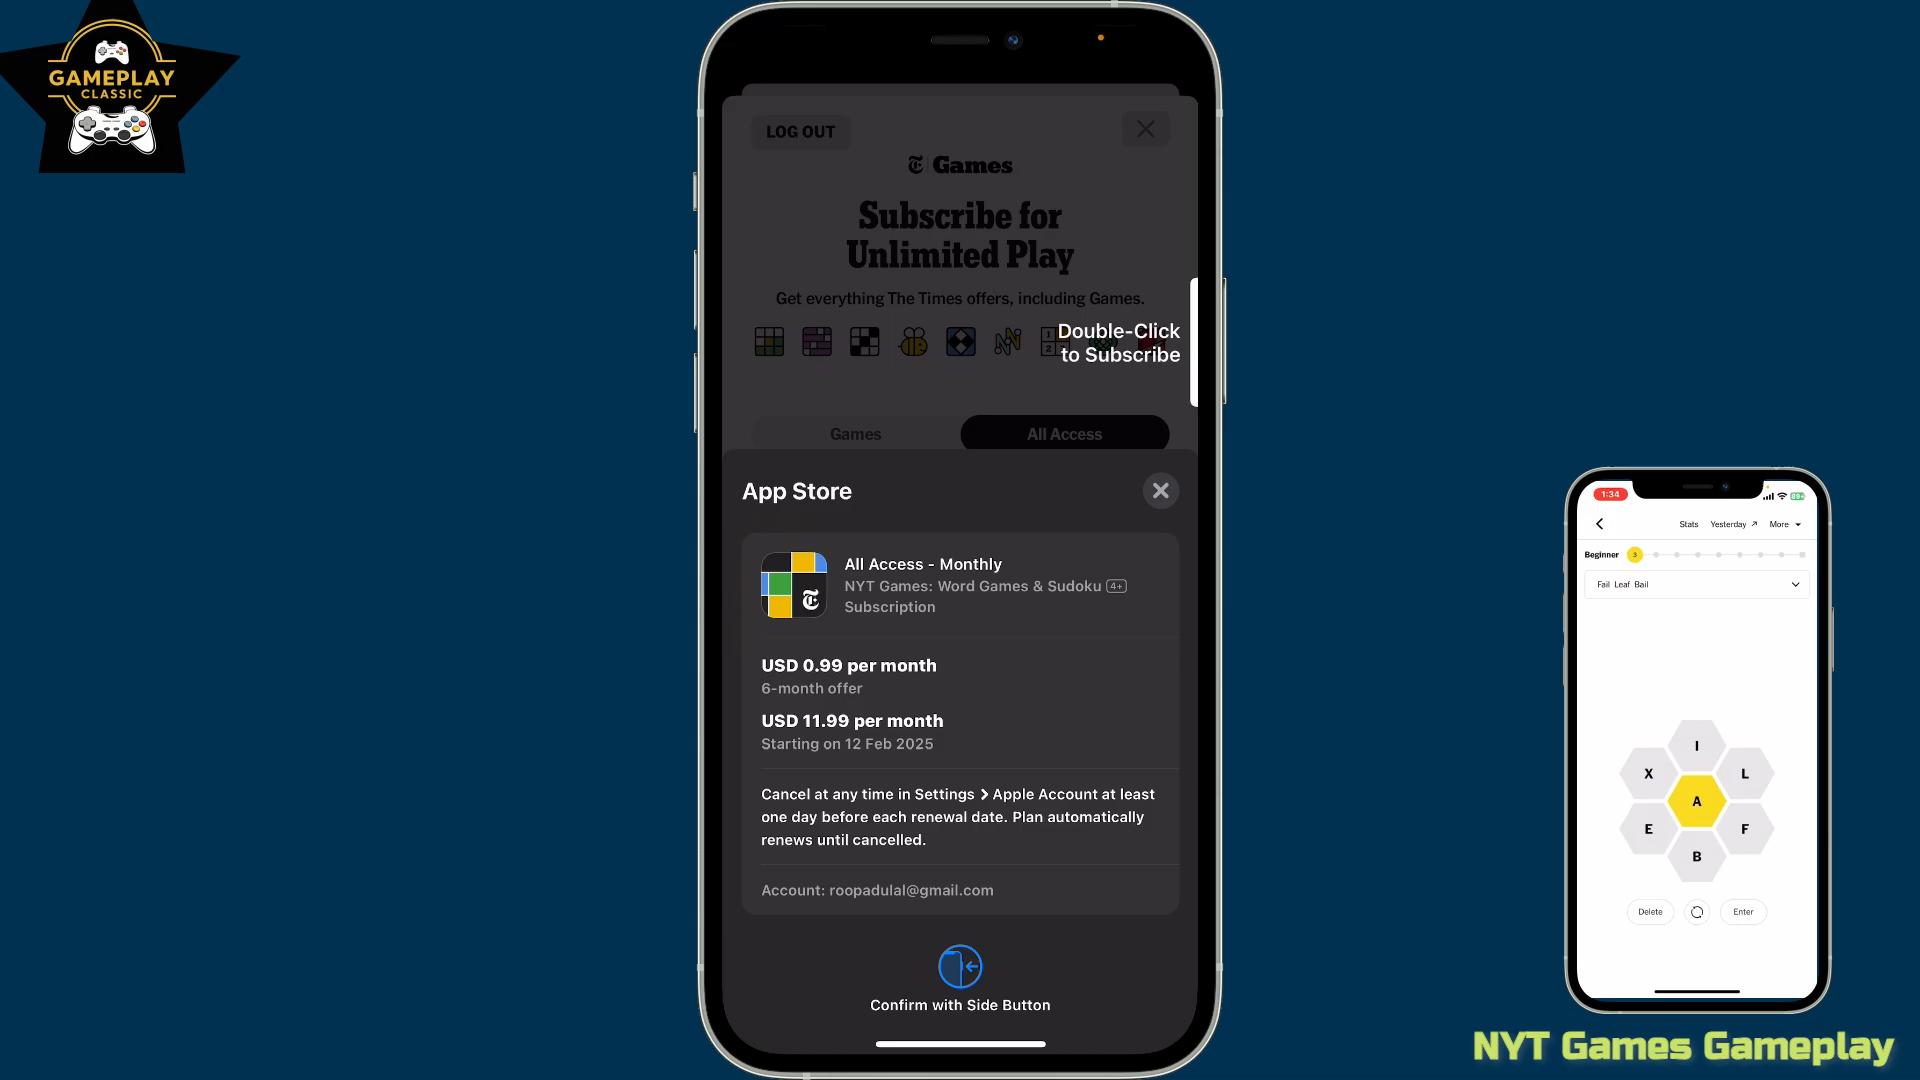 GAMEPLAY
CLASSIC
LOG OUT
Games
Subscribe for
Unlimited Play
Get everything The Times offers, including Games.
1
2
Double-Click
to Subscribe
Games
All Access
App Store
All Access - Monthly
NYT Games: Word Games & Sudoku 4+
Subscription
USD 0.99 per month
6-month offer
USD 11.99 per month
Starting on 12 Feb 2025
Cancel at any time in Settings > Apple Account at least
one day before each renewal date. Plan automatically
renews until cancelled.
Account: roopadulal@gmail.com
Confirm with Side Button
1:34
89+
Stats Yesterday More
Beginner 3
Fail Leaf Bail
I
X L
A
E F
B
Delete Enter
NYT Games Gameplay